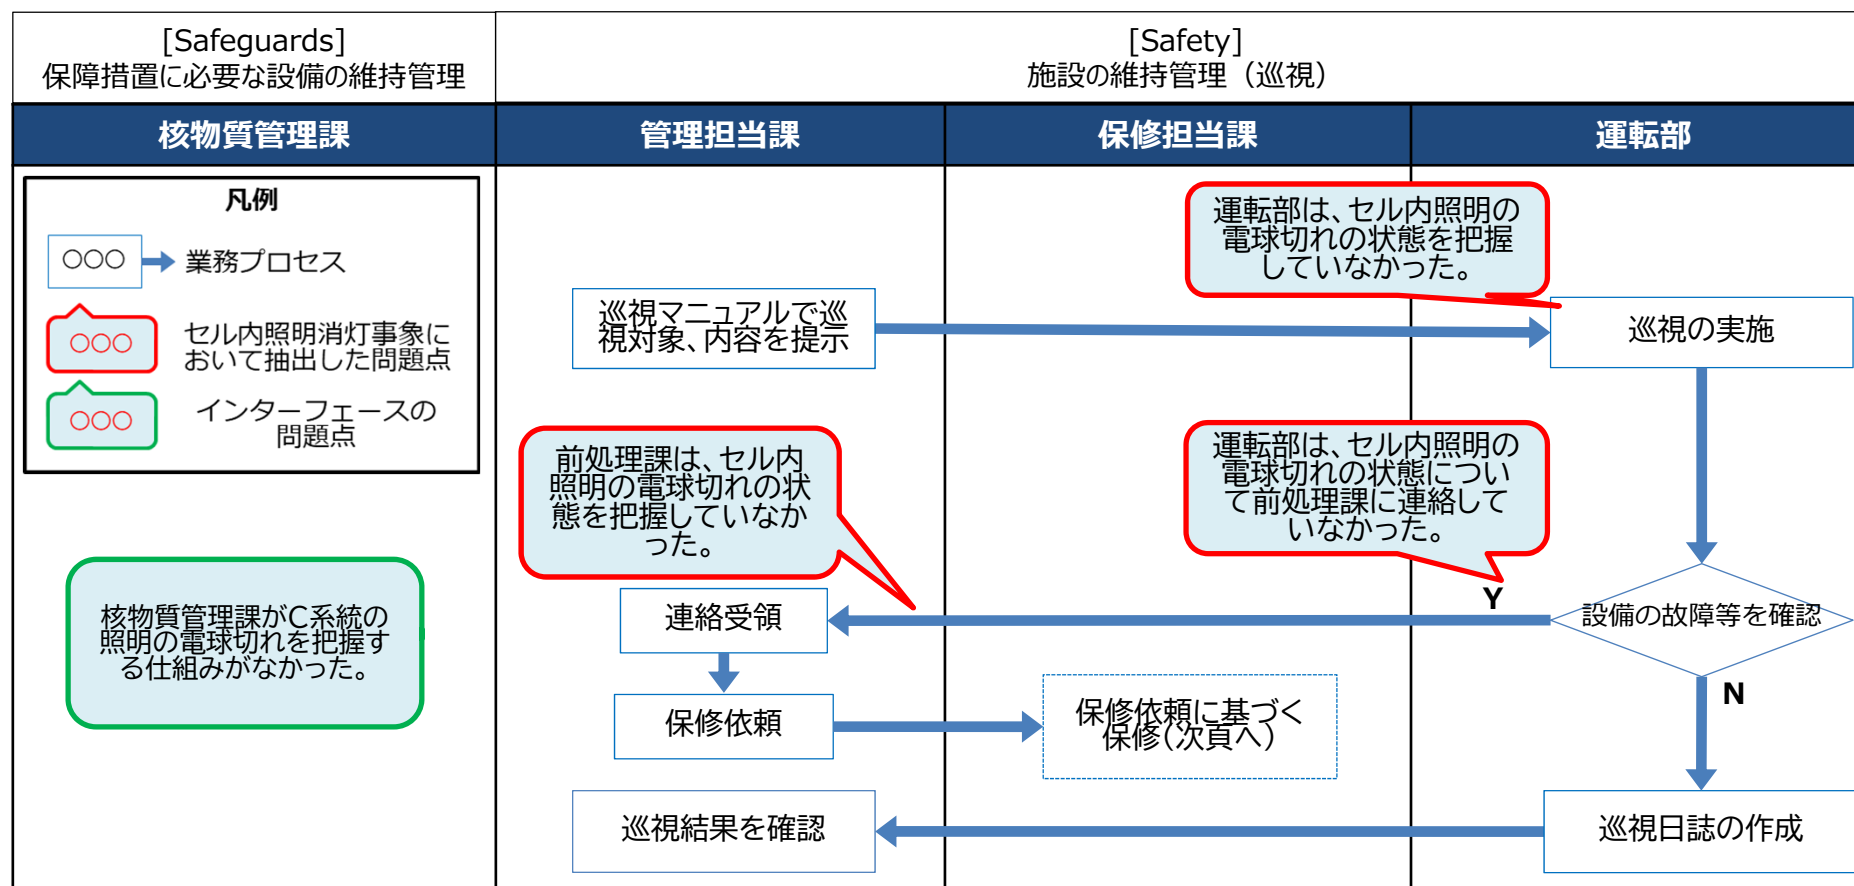 [Safeguards]
保障措置に必要な設備の維持管理
[Safety]
施設の維持管理（巡視）
核物質管理課
管理担当課
保修担当課
運転部
凡例
○○○
業務プロセス
○○○
セル内照明消灯事象に
おいて抽出した問題点
○○○
インターフェースの
問題点
運転部は、セル内照明の
電球切れの状態を把握
していなかった。
巡視マニュアルで巡
視対象、内容を提示
巡視の実施
前処理課は、セル内
照明の電球切れの状
態を把握していなか
った。
運転部は、セル内照明の
電球切れの状態につい
て前処理課に連絡して
いなかった。
核物質管理課がC系統の
照明の電球切れを把握す
る仕組みがなかった。
連絡受領
Y
設備の故障等を確認
N
保修依頼
保修依頼に基づく
保修(次頁へ)
巡視結果を確認
巡視日誌の作成